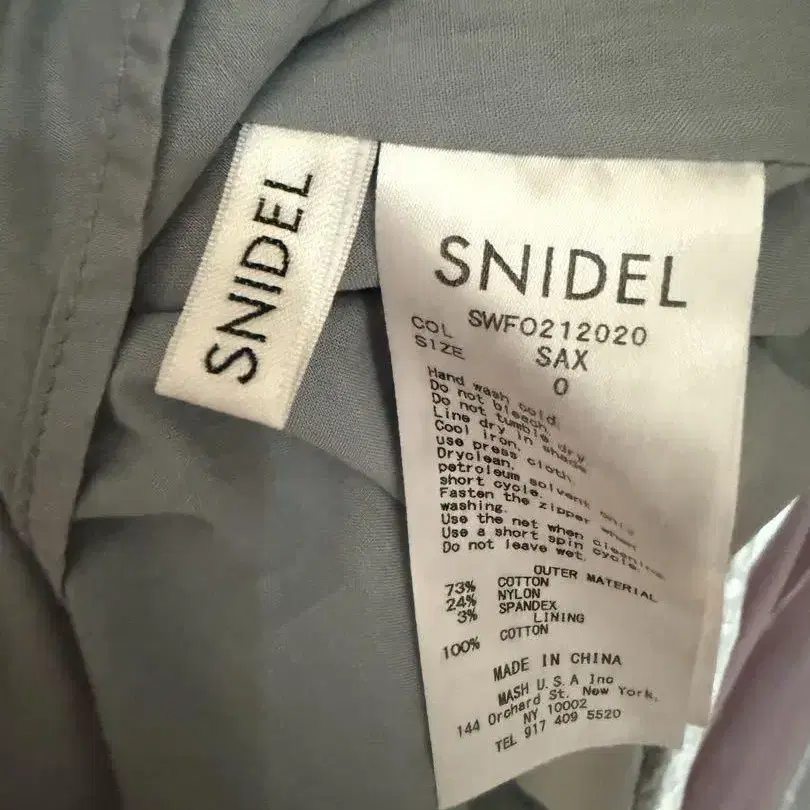 SNIDEL
SNIDEL
SWFO212020
COL SAX
SIZE 0
Hand wash cold.
Do not bleach.
Do not tumble dry
Line dry in shade
Cool iron.
use press cloth.
Dryclean,
petroleum solvent only
short cycle.
Fasten the zipper when
washing.
Use the net when cleaning
Use a short spin cycle.
Do not leave wet.
OUTER MATERIAL
73% COTTON
24% NYLON
3% SPANDEX
LINING
100% COTTON
MADE IN CHINA
MASH U.S.A Inc
144 Orchard St. New York,
NY 10002
TEL 917 409 5520